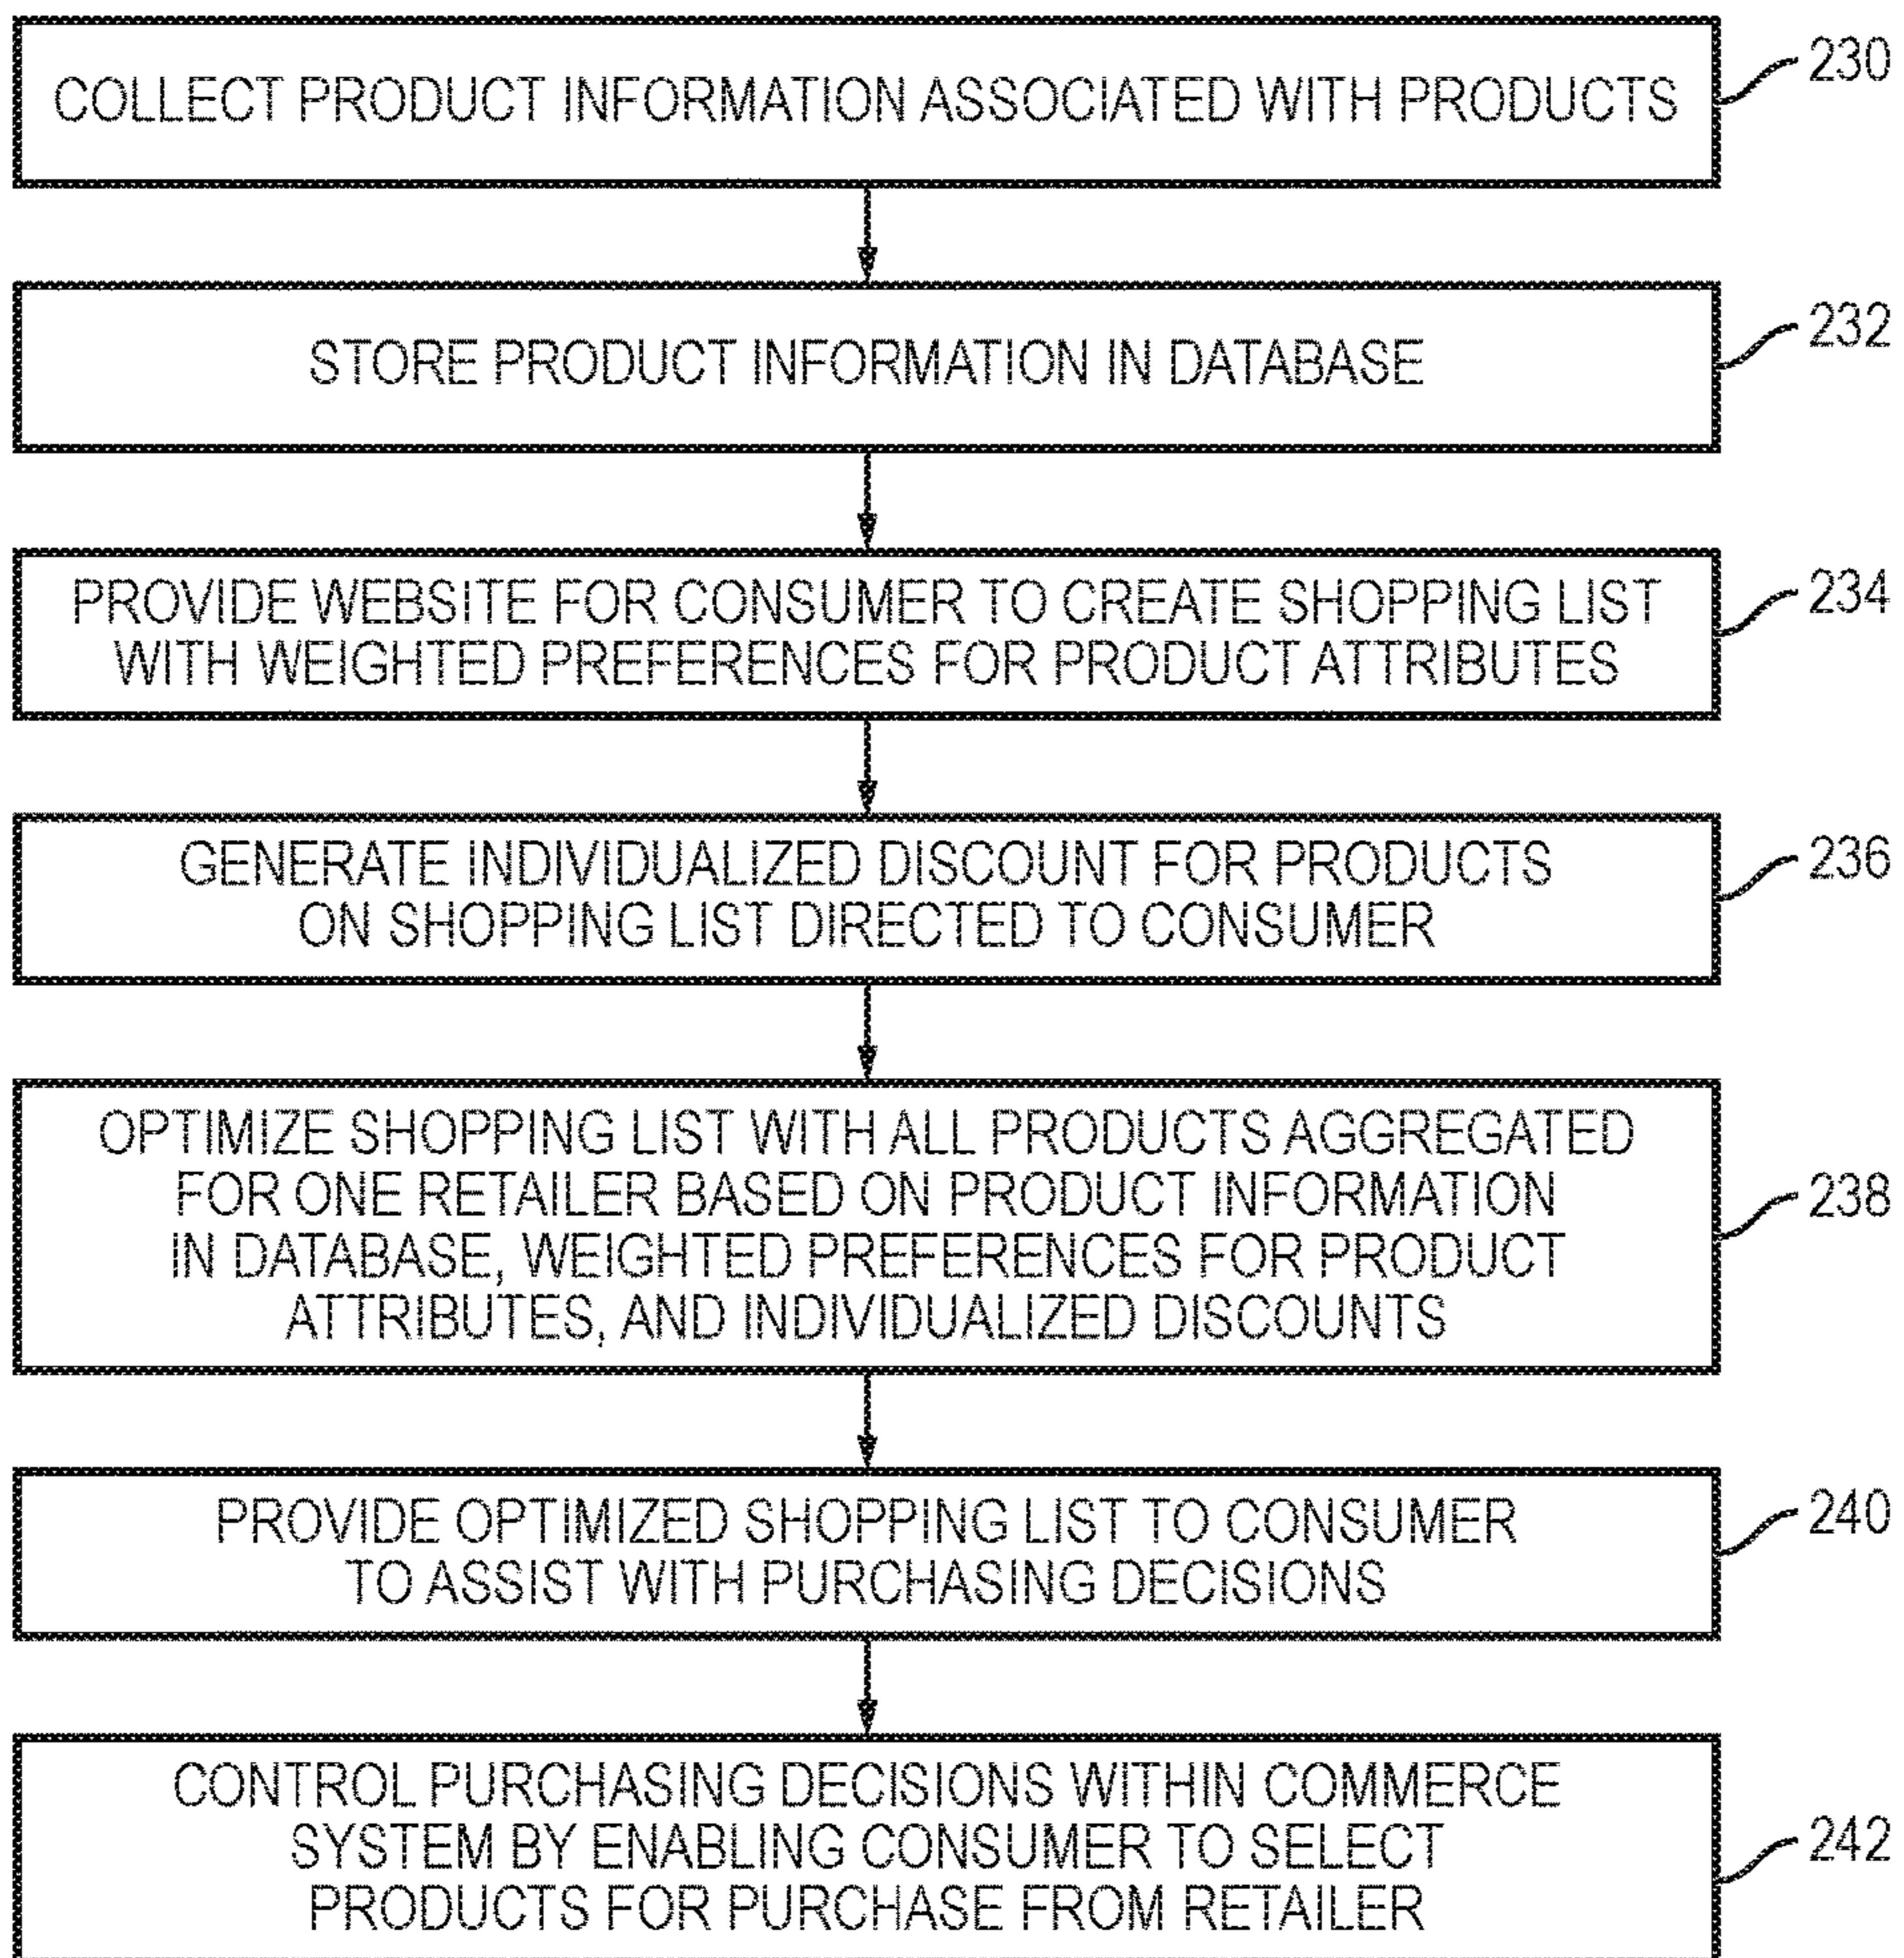 COLLECT PRODUCT INFORMATION ASSOCIATED WITH PRODUCTS
230
STORE PRODUCT INFORMATION IN DATABASE
232
PROVIDE WEBSITE FOR CONSUMER TO CREATE SHOPPING LIST
WITH WEIGHTED PREFERENCES FOR PRODUCT ATTRIBUTES
234
GENERATE INDIVIDUALIZED DISCOUNT FOR PRODUCTS
ON SHOPPING LIST DIRECTED TO CONSUMER
236
OPTIMIZE SHOPPING LIST WITH ALL PRODUCTS AGGREGATED
FOR ONE RETAILER BASED ON PRODUCT INFORMATION
IN DATABASE, WEIGHTED PREFERENCES FOR PRODUCT
ATTRIBUTES, AND INDIVIDUALIZED DISCOUNTS
238
PROVIDE OPTIMIZED SHOPPING LIST TO CONSUMER
TO ASSIST WITH PURCHASING DECISIONS
240
CONTROL PURCHASING DECISIONS WITHIN COMMERCE
SYSTEM BY ENABLING CONSUMER TO SELECT
PRODUCTS FOR PURCHASE FROM RETAILER
242